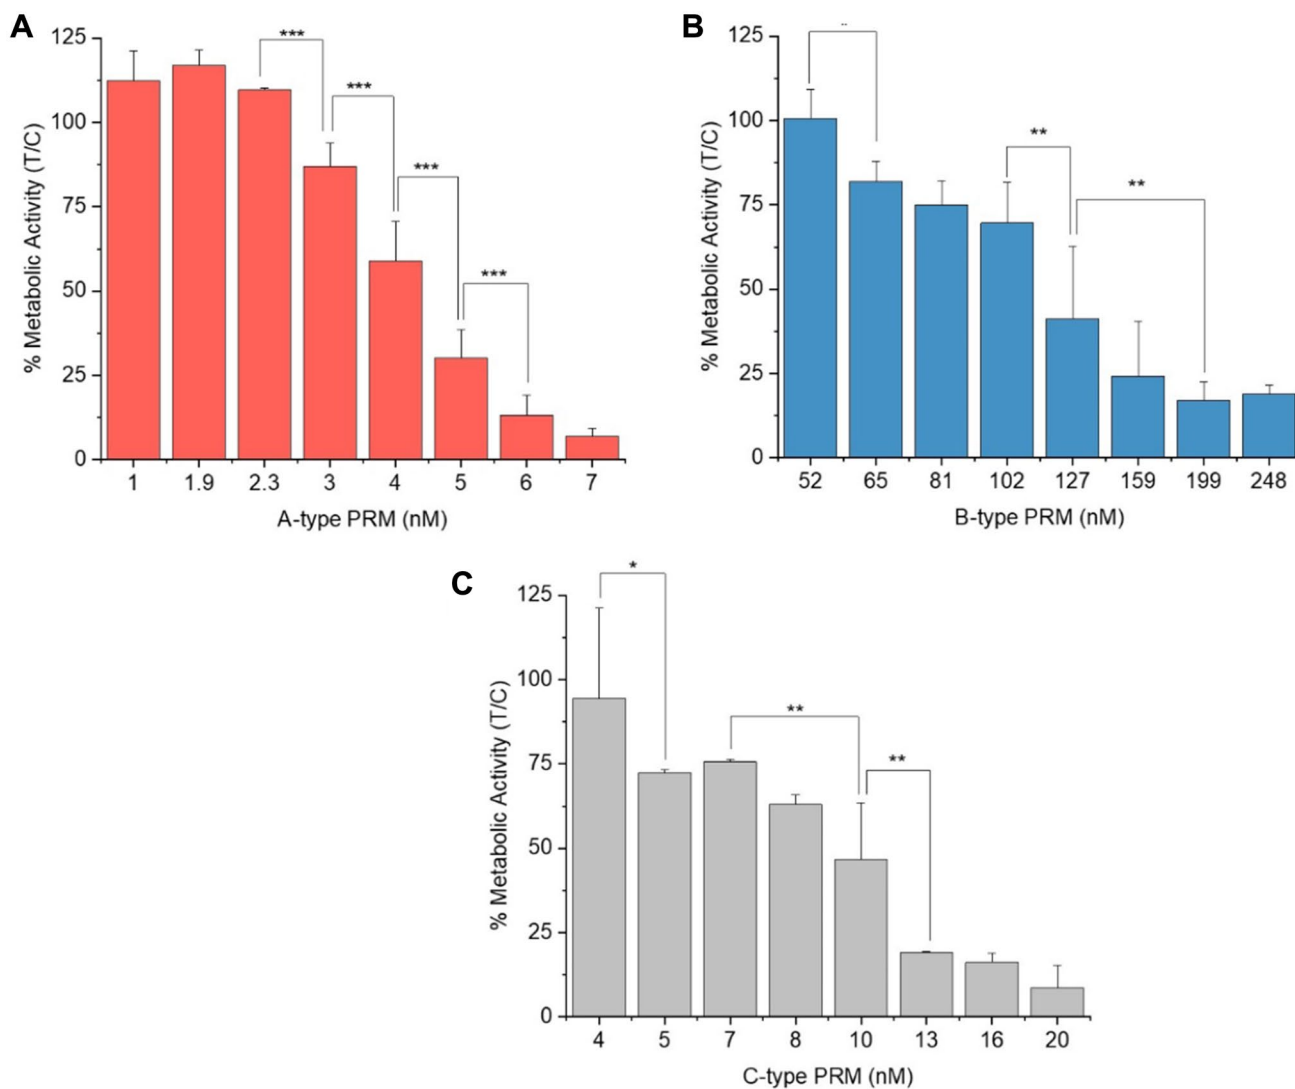 A
125
100
75
50
25
0
% Metabolic Activity (T/C)
***
***
***
***
1 1.9 2.3 3 4 5 6 7
A-type PRM (nM)
B
125
100
75
50
25
0
% Metabolic Activity (T/C)
**
**
52 65 81 102 127 159 199 248
B-type PRM (nM)
C
125
100
75
50
25
0
% Metabolic Activity (T/C)
*
**
**
4 5 7 8 10 13 16 20
C-type PRM (nM)